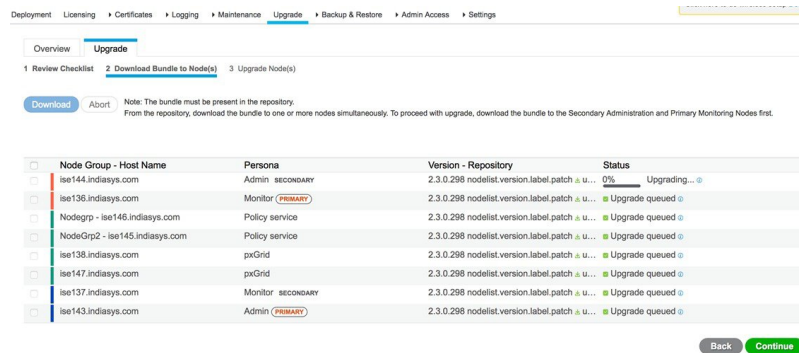 Deployment Licensing Certificates Logging Maintenance Upgrade Backup & Restore Admin Access Settings
Overview Upgrade
1 Review Checklist 2 Download Bundle to Node(s) 3 Upgrade Node(s)
Download Abort Note: The bundle must be present in the repository.
From the repository, download the bundle to one or more nodes simultaneously. To proceed with upgrade, download the bundle to the Secondary Administration and Primary Monitoring Nodes first.
Node Group - Host Name Persona Version - Repository Status
ise144.indiasys.com Admin SECONDARY 2.3.0.298 nodelist.version.label.patch u... 0% Upgrading...
ise136.indiasys.com Monitor PRIMARY 2.3.0.298 nodelist.version.label.patch u... Upgrade queued
Nodegrp - ise146.indiasys.com Policy service 2.3.0.298 nodelist.version.label.patch u... Upgrade queued
NodeGrp2 - ise145.indiasys.com Policy service 2.3.0.298 nodelist.version.label.patch u... Upgrade queued
ise138.indiasys.com pxGrid 2.3.0.298 nodelist.version.label.patch u... Upgrade queued
ise147.indiasys.com pxGrid 2.3.0.298 nodelist.version.label.patch u... Upgrade queued
ise137.indiasys.com Monitor SECONDARY 2.3.0.298 nodelist.version.label.patch u... Upgrade queued
ise143.indiasys.com Admin PRIMARY 2.3.0.298 nodelist.version.label.patch u... Upgrade queued
Back Continue